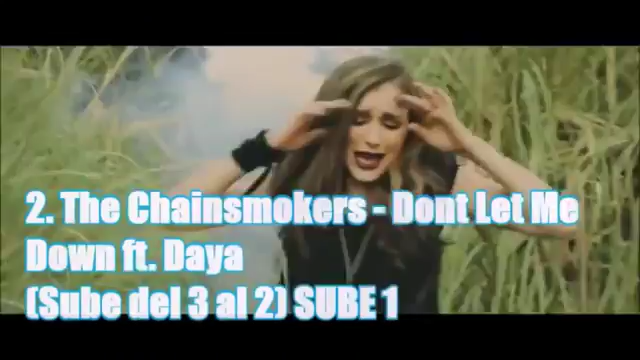 2. The Chainsmokers - Dont Let Me
Down ft. Daya
(Sube del 3 al 2) SUBE 1